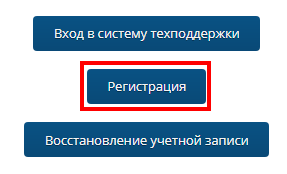 Вход в систему техподдержки
Регистрация
Восстановление учетной записи